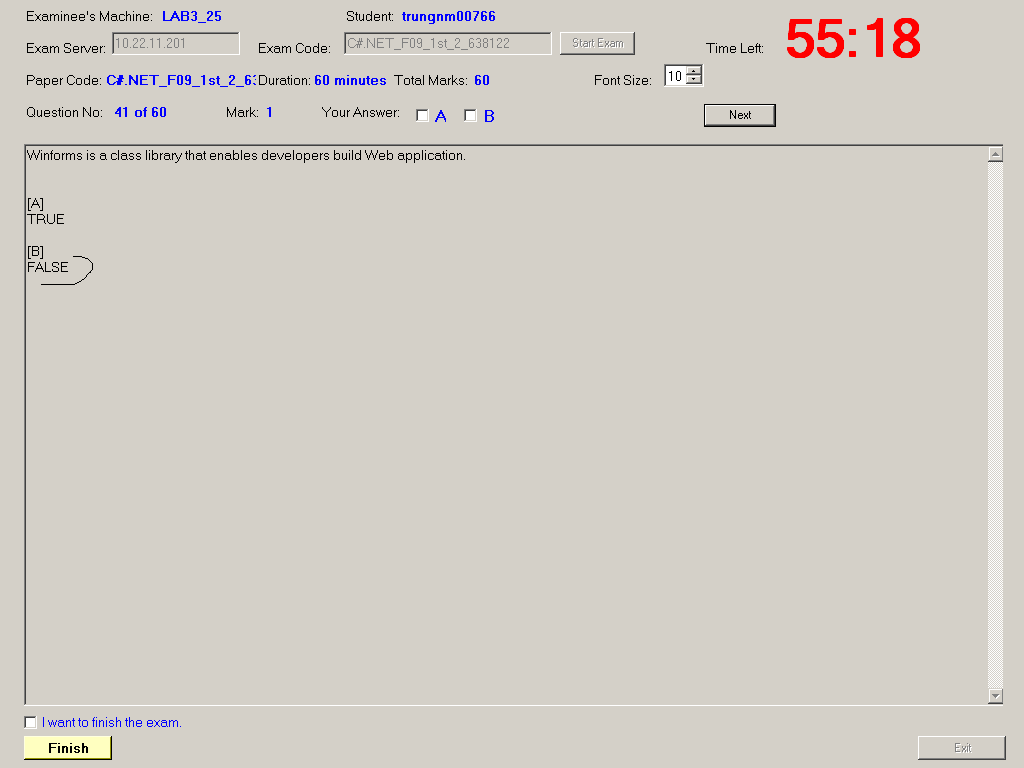 Examinee's Machine: LAB3_25 Student: trungnm00766
Exam Server: 10.22.11.201 Exam Code: C#.NET_F09_1st_2_638122 Start Exam Time Left: 55:18
Paper Code: C#.NET_F09_1st_2_6 Duration: 60 minutes Total Marks: 60 Font Size: 10
Question No: 41 of 60 Mark: 1 Your Answer: A B Next
Winforms is a class library that enables developers build Web application.
[A]
TRUE
[B]
FALSE
I want to finish the exam.
Finish Exit